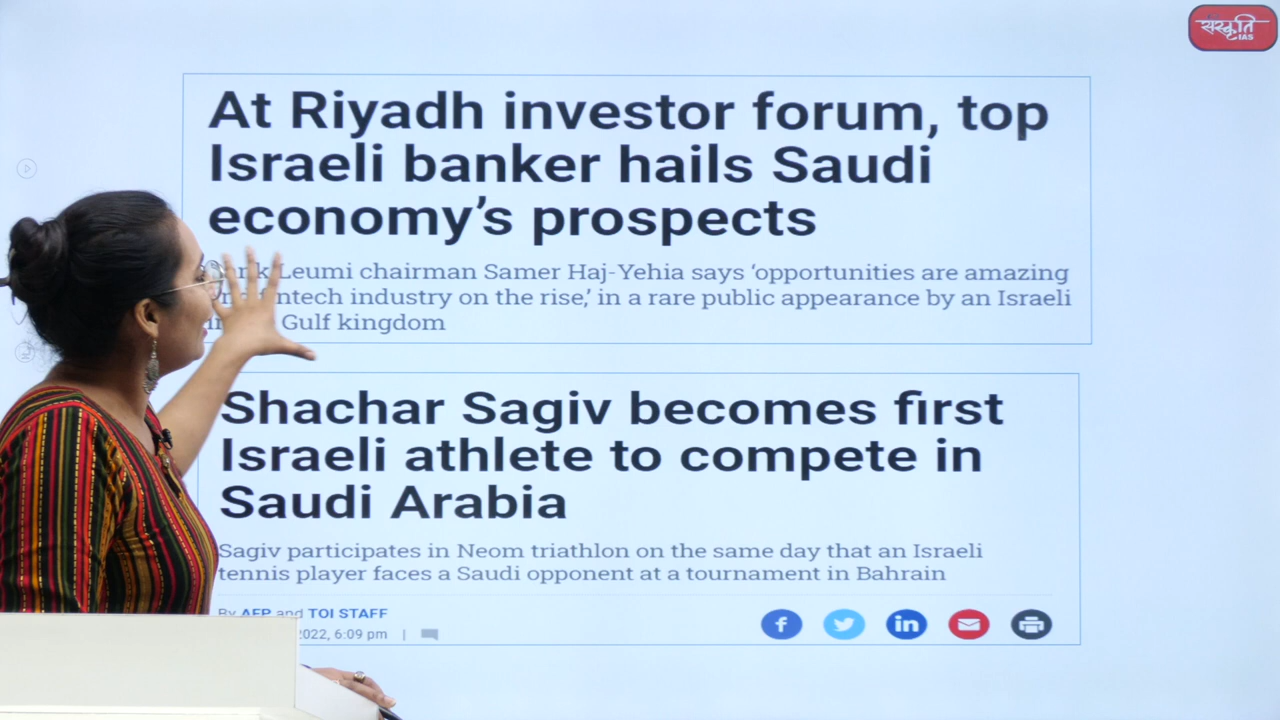 संस्कृति
IAS
At Riyadh investor forum, top
Israeli banker hails Saudi
economy’s prospects
Leumi chairman Samer Haj-Yehia says ‘opportunities are amazing
industry on the rise,’ in a rare public appearance by an Israeli
Gulf kingdom
Shachar Sagiv becomes first
Israeli athlete to compete in
Saudi Arabia
Sagiv participates in Neom triathlon on the same day that an Israeli
tennis player faces a Saudi opponent at a tournament in Bahrain
By AFP and TOI STAFF
2022, 6:09 pm |